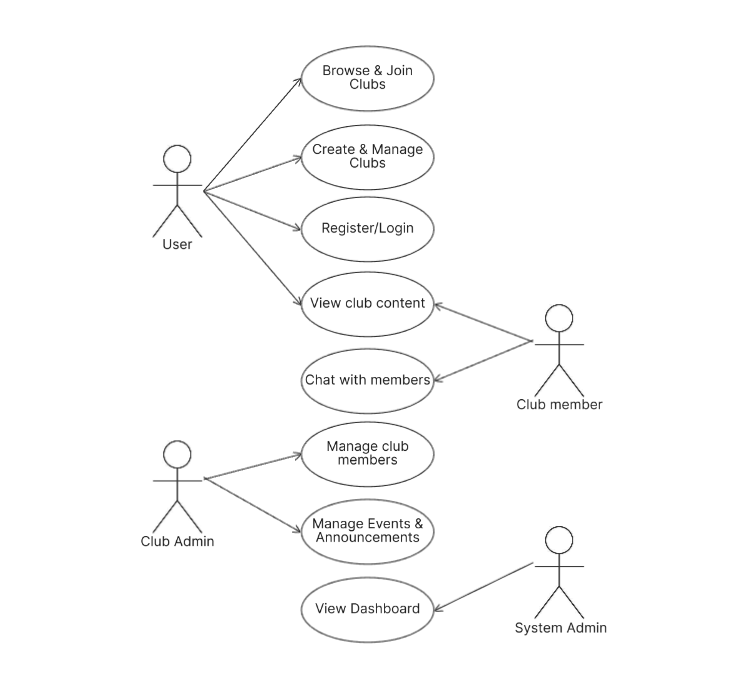 Browse & Join
Clubs
Create & Manage
Clubs
Register/Login
User
View club content
Chat with members
Club member
Manage club
members
Club Admin
Manage Events &
Announcements
View Dashboard
System Admin